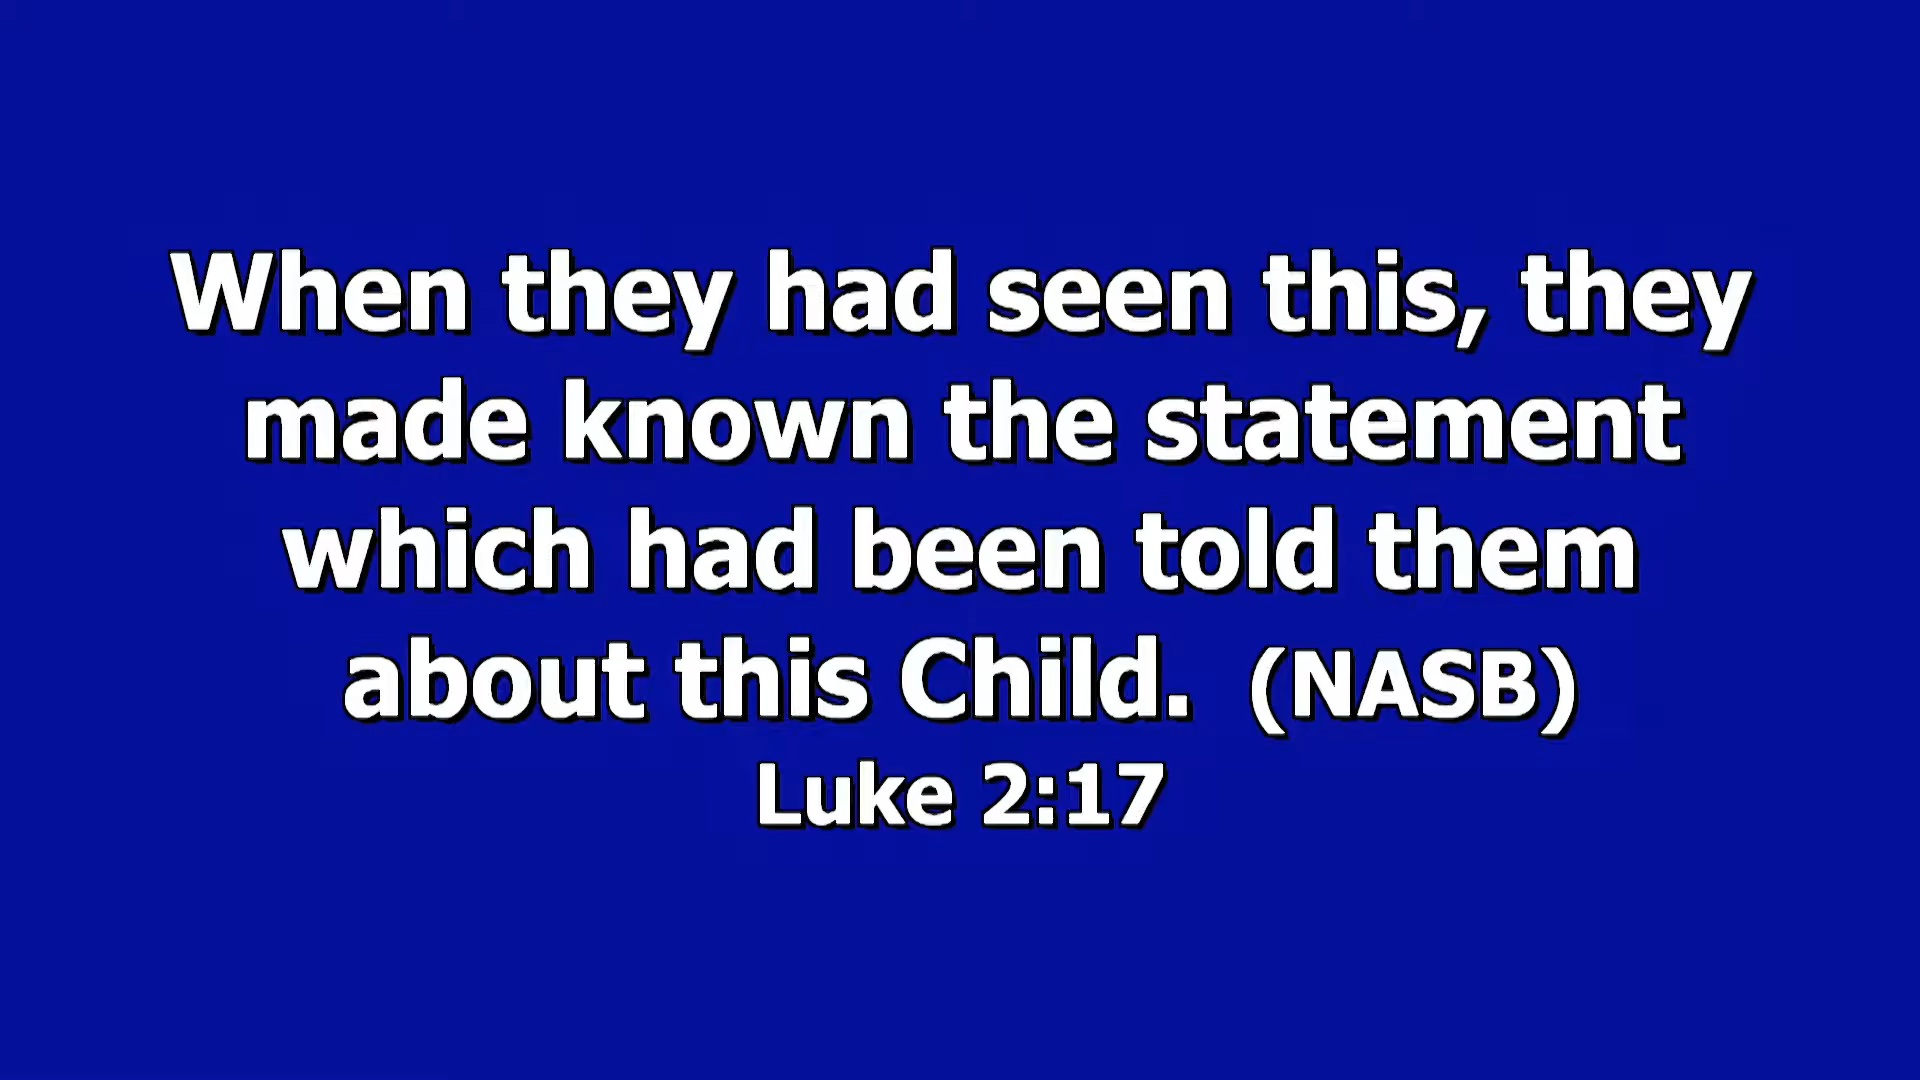 When they had seen this, they
made known the statement
which had been told them
about this Child.  (NASB)
Luke 2:17